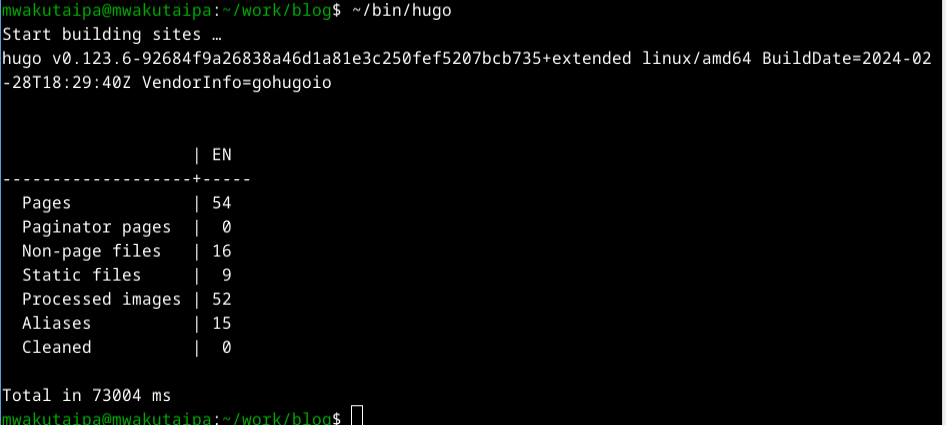 mwakutaipa@mwakutaipa:~/work/blog$ ~/bin/hugo
Start building sites …
hugo v0.123.6-92684f9a26838a46d1a81e3c250fef5207bcb735+extended linux/amd64 BuildDate=2024-02
-28T18:29:40Z VendorInfo=gohugoio
                   | EN
-------------------+-----
  Pages            | 54
  Paginator pages  |  0
  Non-page files   | 16
  Static files     |  9
  Processed images | 52
  Aliases          | 15
  Cleaned          |  0
Total in 73004 ms
mwakutaipa@mwakutaipa:~/work/blog$